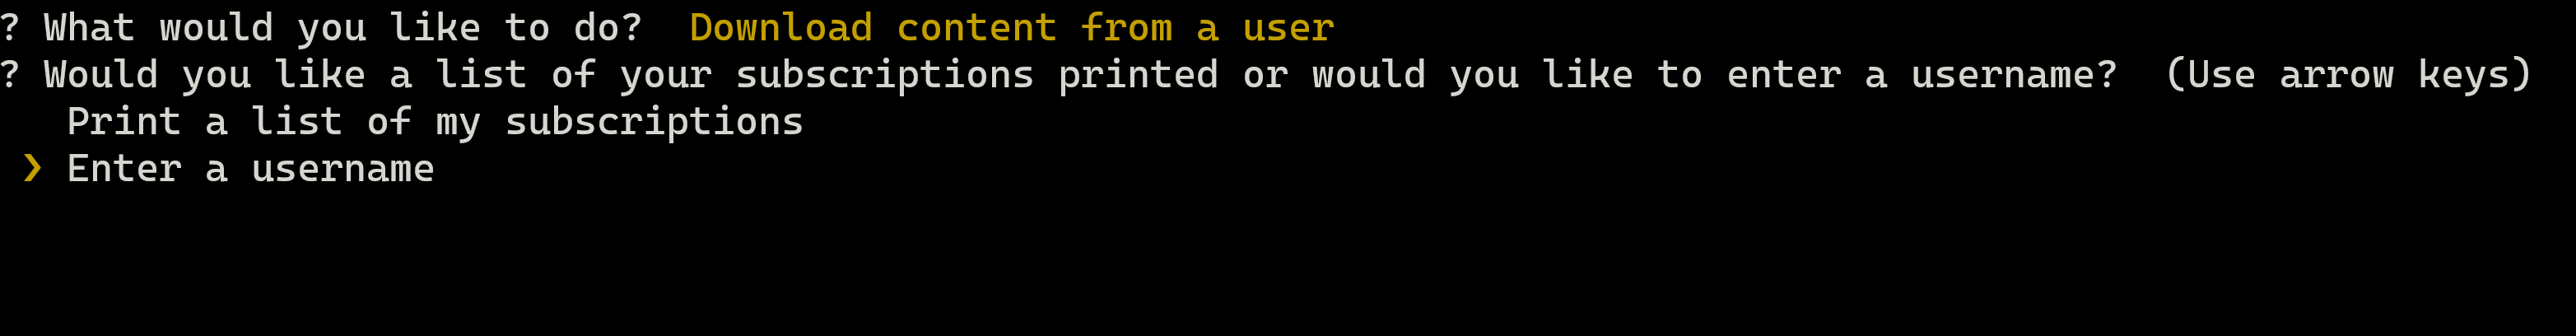 ? What would you like to do?  Download content from a user
? Would you like a list of your subscriptions printed or would you like to enter a username?  (Use arrow keys)
   Print a list of my subscriptions
 ❯ Enter a username